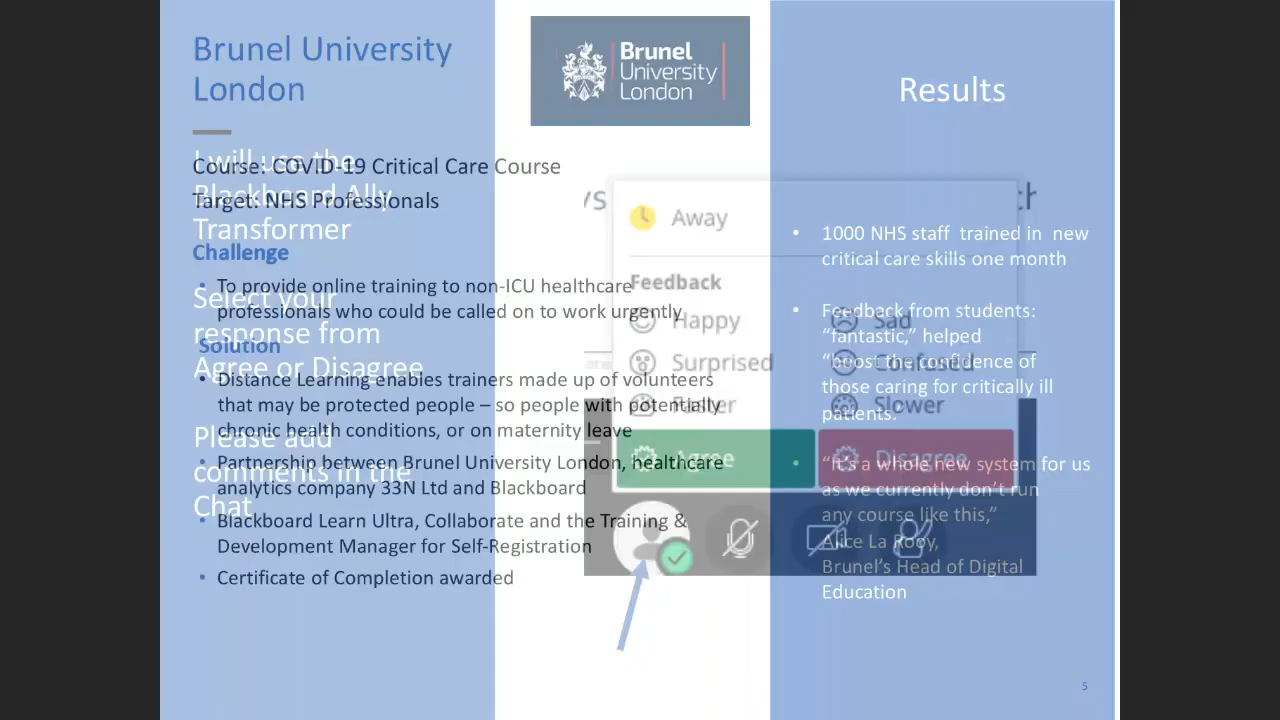 Brunel University
London
Brunel
University
London
Results
Course: COVID-19 Critical Care Course
Target: NHS Professionals
Challenge
• To provide online training to non-ICU healthcare
professionals who could be called on to work urgently
Solution
• Distance Learning enables trainers made up of volunteers
that may be protected people – so people with potentially
chronic health conditions, or on maternity leave
• Partnership between Brunel University London, healthcare
analytics company 33N Ltd and Blackboard
• Blackboard Learn Ultra, Collaborate and the Training &
Development Manager for Self-Registration
• Certificate of Completion awarded
I will use the
Blackboard Ally
Transformer
Select your
response from
Agree or Disagree
Please add
comments in the
Chat
Away
Feedback
Happy
Sad
Surprised
Confused
Faster
Slower
Agree
Disagree
• 1000 NHS staff trained in new
critical care skills one month
• Feedback from students:
“fantastic,” helped
“boost the confidence of
those caring for critically ill
patients.”
• “It’s a whole new system for us
as we currently don’t run
any course like this,”
Alice La Rooy,
Brunel’s Head of Digital
Education
5